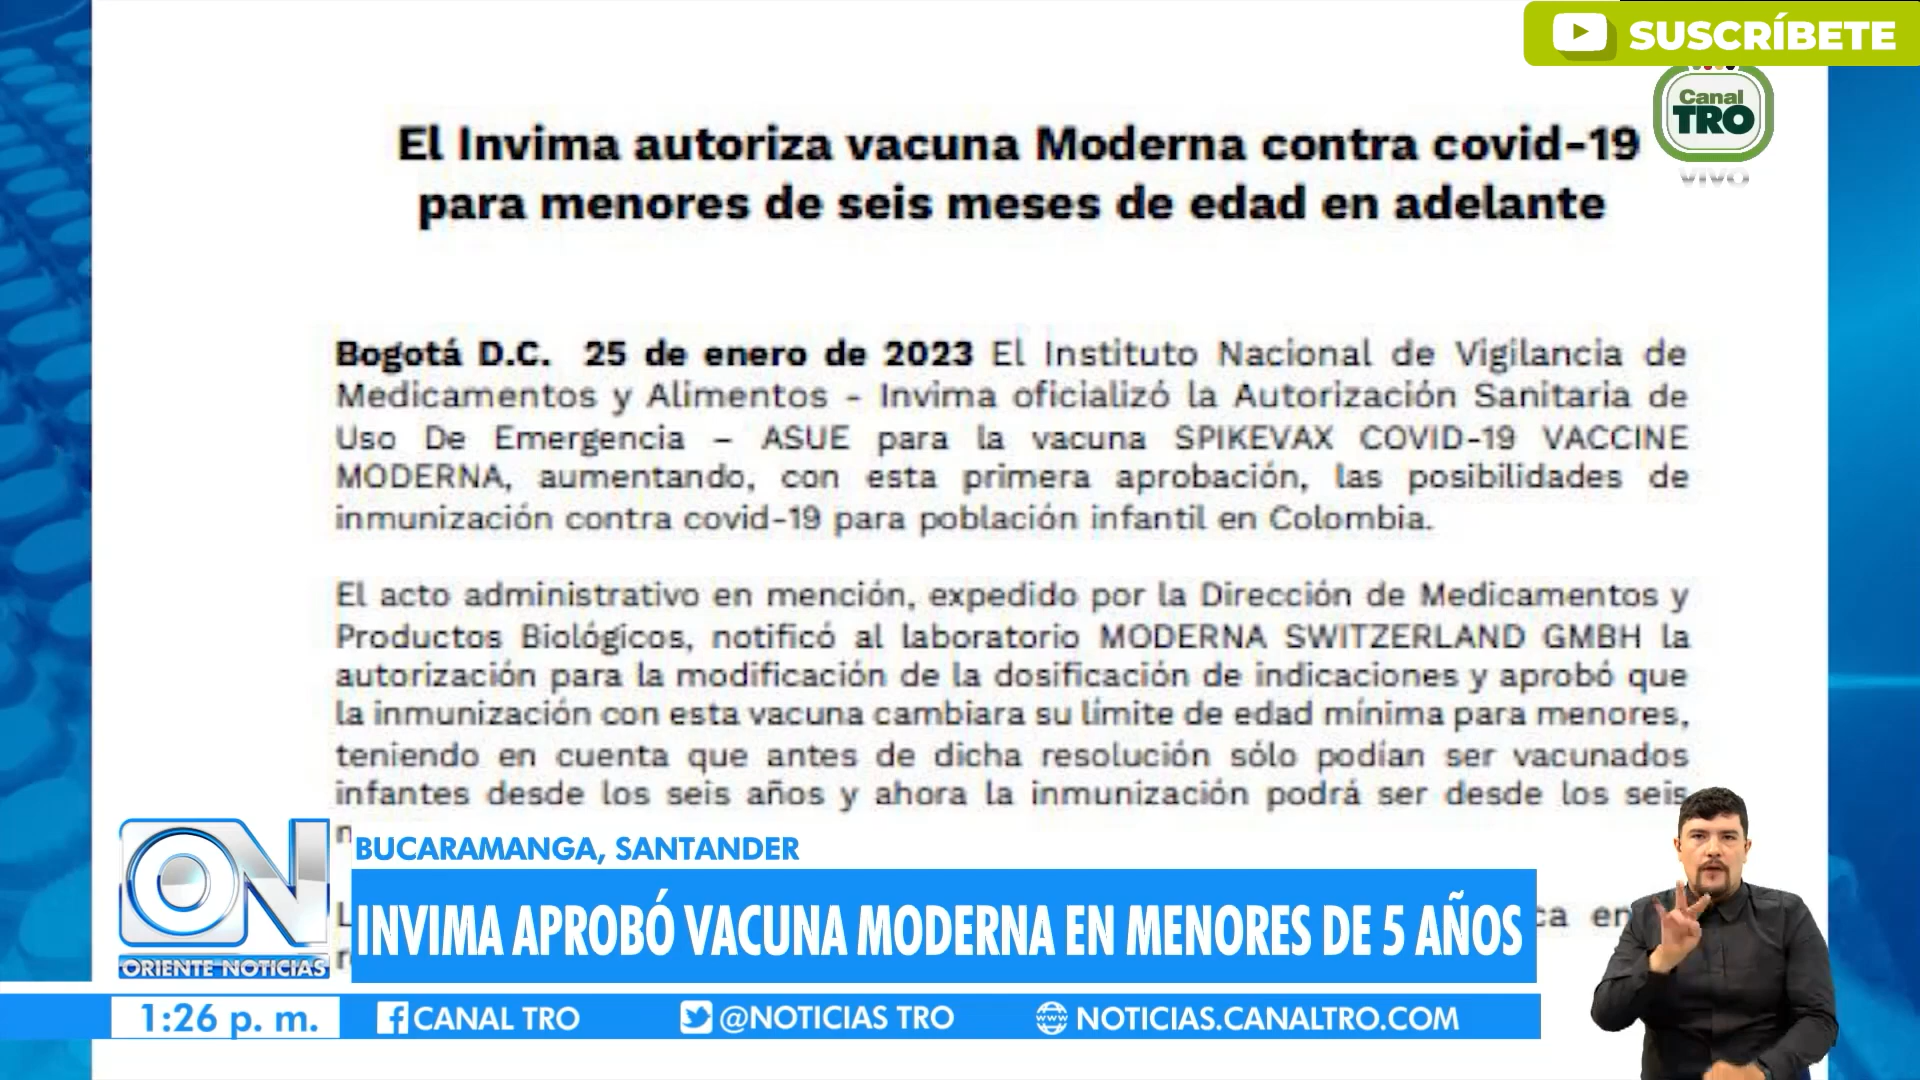 SUSCRÍBETE
Canal
TRO
VIVO
El Invima autoriza vacuna Moderna contra covid-19
para menores de seis meses de edad en adelante
Bogotá D.C. 25 de enero de 2023 El Instituto Nacional de Vigilancia de
Medicamentos y Alimentos - Invima oficializó la Autorización Sanitaria de
Uso De Emergencia – ASUE para la vacuna SPIKEVAX COVID-19 VACCINE
MODERNA, aumentando, con esta primera aprobación, las posibilidades de
inmunización contra covid-19 para población infantil en Colombia.
El acto administrativo en mención, expedido por la Dirección de Medicamentos y
Productos Biológicos, notificó al laboratorio MODERNA SWITZERLAND GMBH la
autorización para la modificación de la dosificación de indicaciones y aprobó que
la inmunización con esta vacuna cambiara su límite de edad mínima para menores,
teniendo en cuenta que antes de dicha resolución sólo podían ser vacunados
infantes desde los seis años y ahora la inmunización podrá ser desde los seis
ON
ORIENTE NOTICIAS
BUCARAMANGA, SANTANDER
INVIMA APROBÓ VACUNA MODERNA EN MENORES DE 5 AÑOS
1:26 p. m.
CANAL TRO
@NOTICIAS TRO
NOTICIAS.CANALTRO.COM